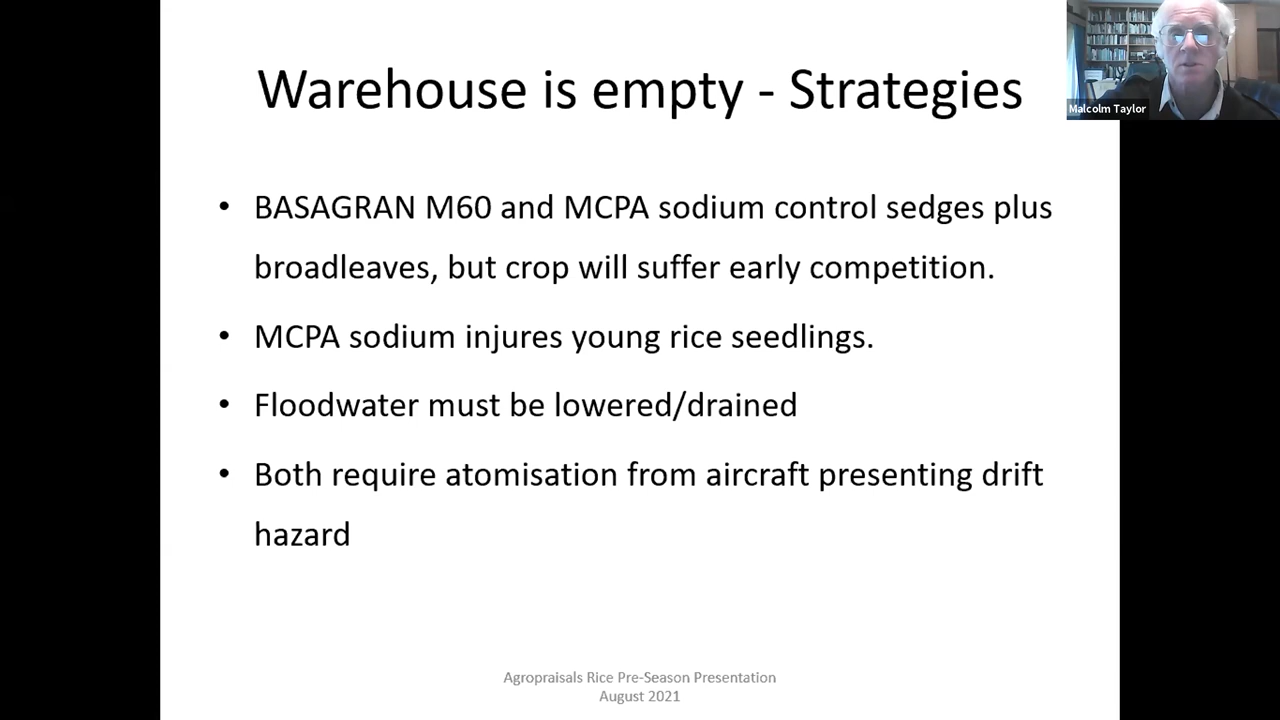 Warehouse is empty - Strategies
Malcolm Taylor
• BASAGRAN M60 and MCPA sodium control sedges plus
broadleaves, but crop will suffer early competition.
• MCPA sodium injures young rice seedlings.
• Floodwater must be lowered/drained
• Both require atomisation from aircraft presenting drift
hazard
Agropraisals Rice Pre-Season Presentation
August 2021